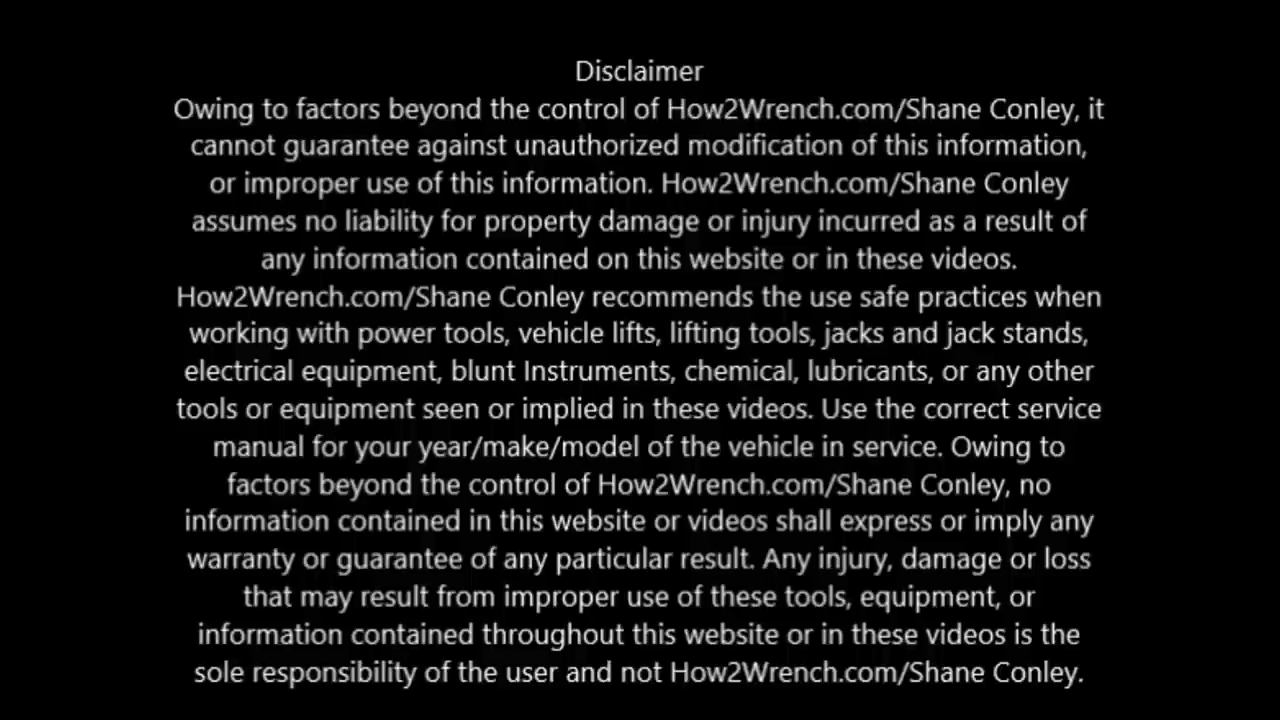 Disclaimer
Owing to factors beyond the control of How2Wrench.com/Shane Conley, it
cannot guarantee against unauthorized modification of this information,
or improper use of this information. How2Wrench.com/Shane Conley
assumes no liability for property damage or injury incurred as a result of
any information contained on this website or in these videos.
How2Wrench.com/Shane Conley recommends the use safe practices when
working with power tools, vehicle lifts, lifting tools, jacks and jack stands,
electrical equipment, blunt Instruments, chemical, lubricants, or any other
tools or equipment seen or implied in these videos. Use the correct service
manual for your year/make/model of the vehicle in service. Owing to
factors beyond the control of How2Wrench.com/Shane Conley, no
information contained in this website or videos shall express or imply any
warranty or guarantee of any particular result. Any injury, damage or loss
that may result from improper use of these tools, equipment, or
information contained throughout this website or in these videos is the
sole responsibility of the user and not How2Wrench.com/Shane Conley.